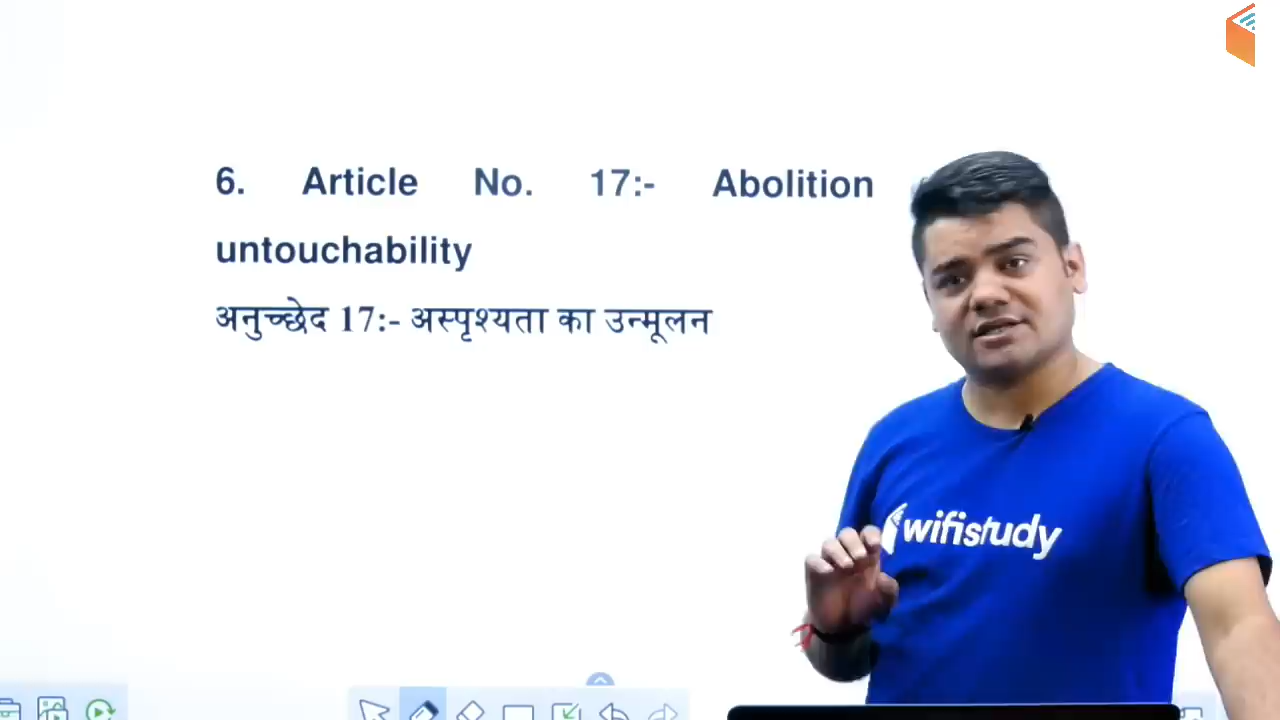 6. Article No. 17:- Abolition
untouchability
अनुच्छेद 17:- अस्पृश्यता का उन्मूलन
wifistudy